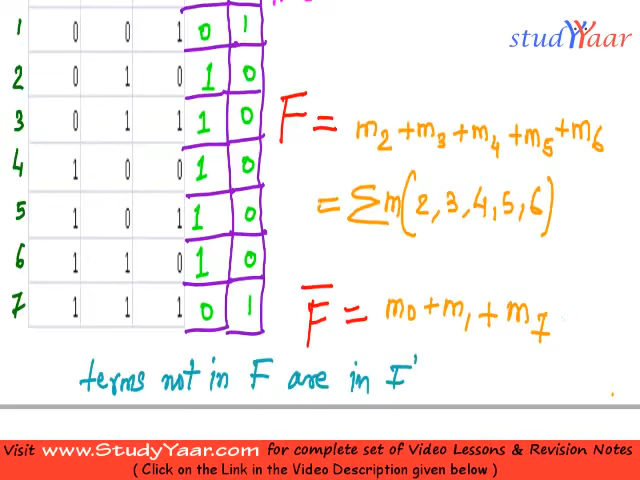 1 0 0 1 0 1
studYYaar
2 0 1 0 1 0
3 0 1 1 1 0
F = m2 + m3 + m4 + m5 + m6
4 1 0 0 1 0
= Σm(2, 3, 4, 5, 6)
5 1 0 1 1 0
6 1 1 0 1 0
7 1 1 1 0 1
F̅ = m0 + m1 + m7
terms not in F are in F'
Visit www.StudyYaar.com for complete set of Video Lessons & Revision Notes
( Click on the Link in the Video Description given below )